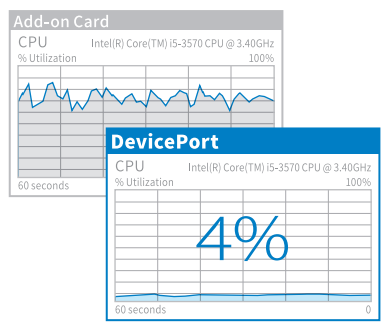 Add-on Card
CPU Intel(R) Core(TM) i5-3570 CPU @ 3.40GHz
% Utilization 100%
60 seconds
DevicePort
CPU Intel(R) Core(TM) i5-3570 CPU @ 3.40GHz
% Utilization 100%
4%
60 seconds 0